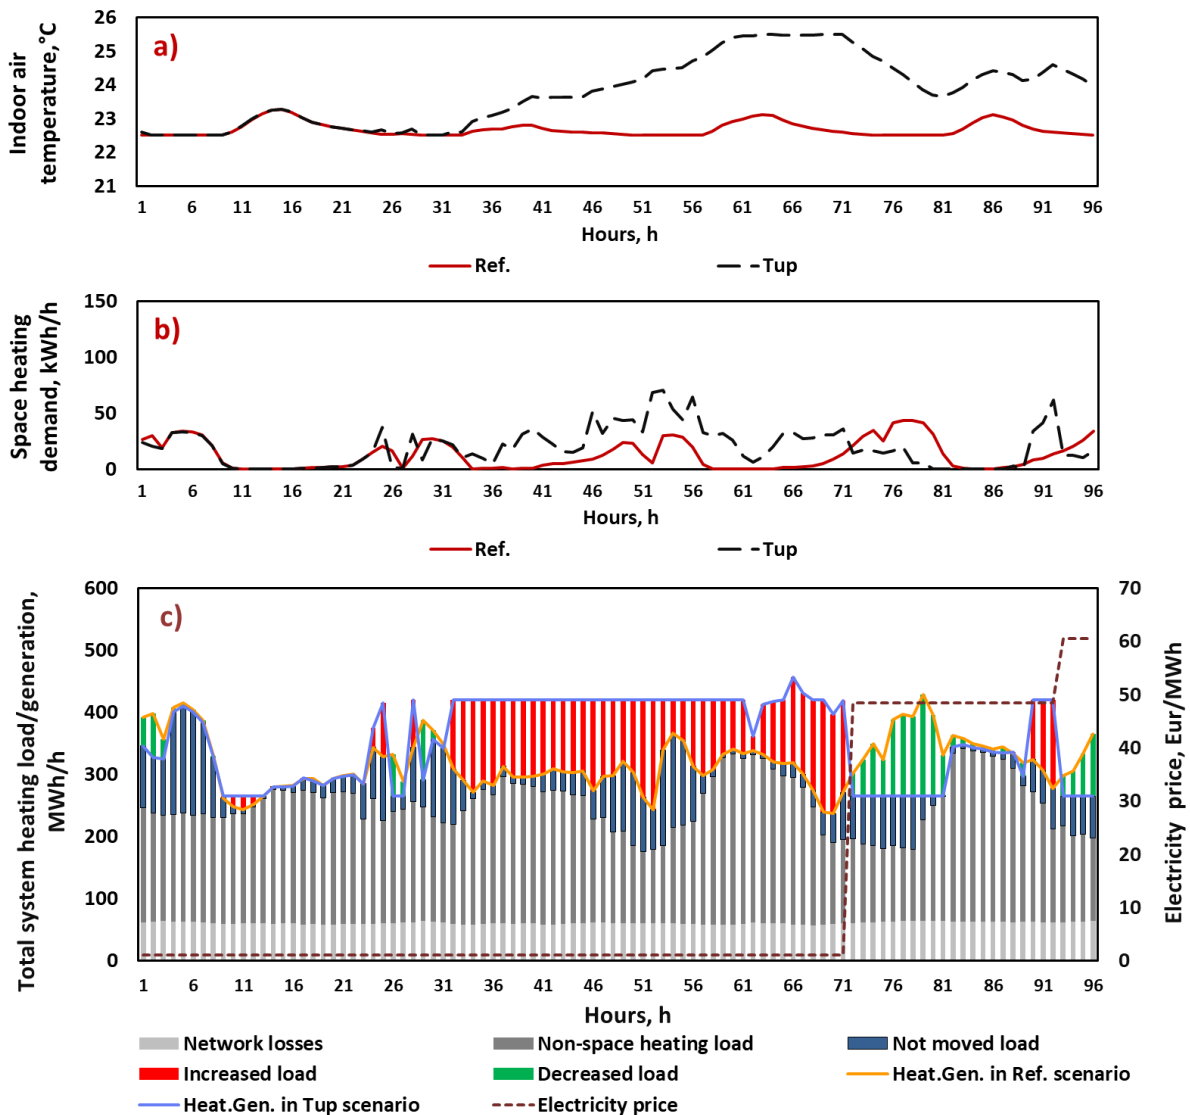 a)
Indoor air
temperature,°C
26
25
24
23
22
21
1 6 11 16 21 26 31 36 41 46 51 56 61 66 71 76 81 86 91 96
Hours, h
Ref. Tup
b)
Space heating
demand, kWh/h
150
100
50
0
1 6 11 16 21 26 31 36 41 46 51 56 61 66 71 76 81 86 91 96
Hours, h
Ref. Tup
c)
Total system heating load/generation,
MWh/h
600
500
400
300
200
100
0
70
60
50
40
30
20
10
0
Electricity price, Eur/MWh
1 6 11 16 21 26 31 36 41 46 51 56 61 66 71 76 81 86 91 96
Hours, h
Network losses Non-space heating load Not moved load
Increased load Decreased load Heat.Gen. in Ref. scenario
Heat.Gen. in Tup scenario Electricity price